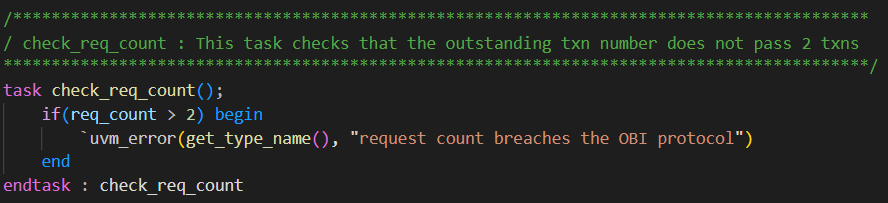 /***************************************************************************************
/ check_req_count : This task checks that the outstanding txn number does not pass 2 txns
****************************************************************************************/
task check_req_count();
    if(req_count > 2) begin
        `uvm_error(get_type_name(), "request count breaches the OBI protocol")
    end
endtask : check_req_count